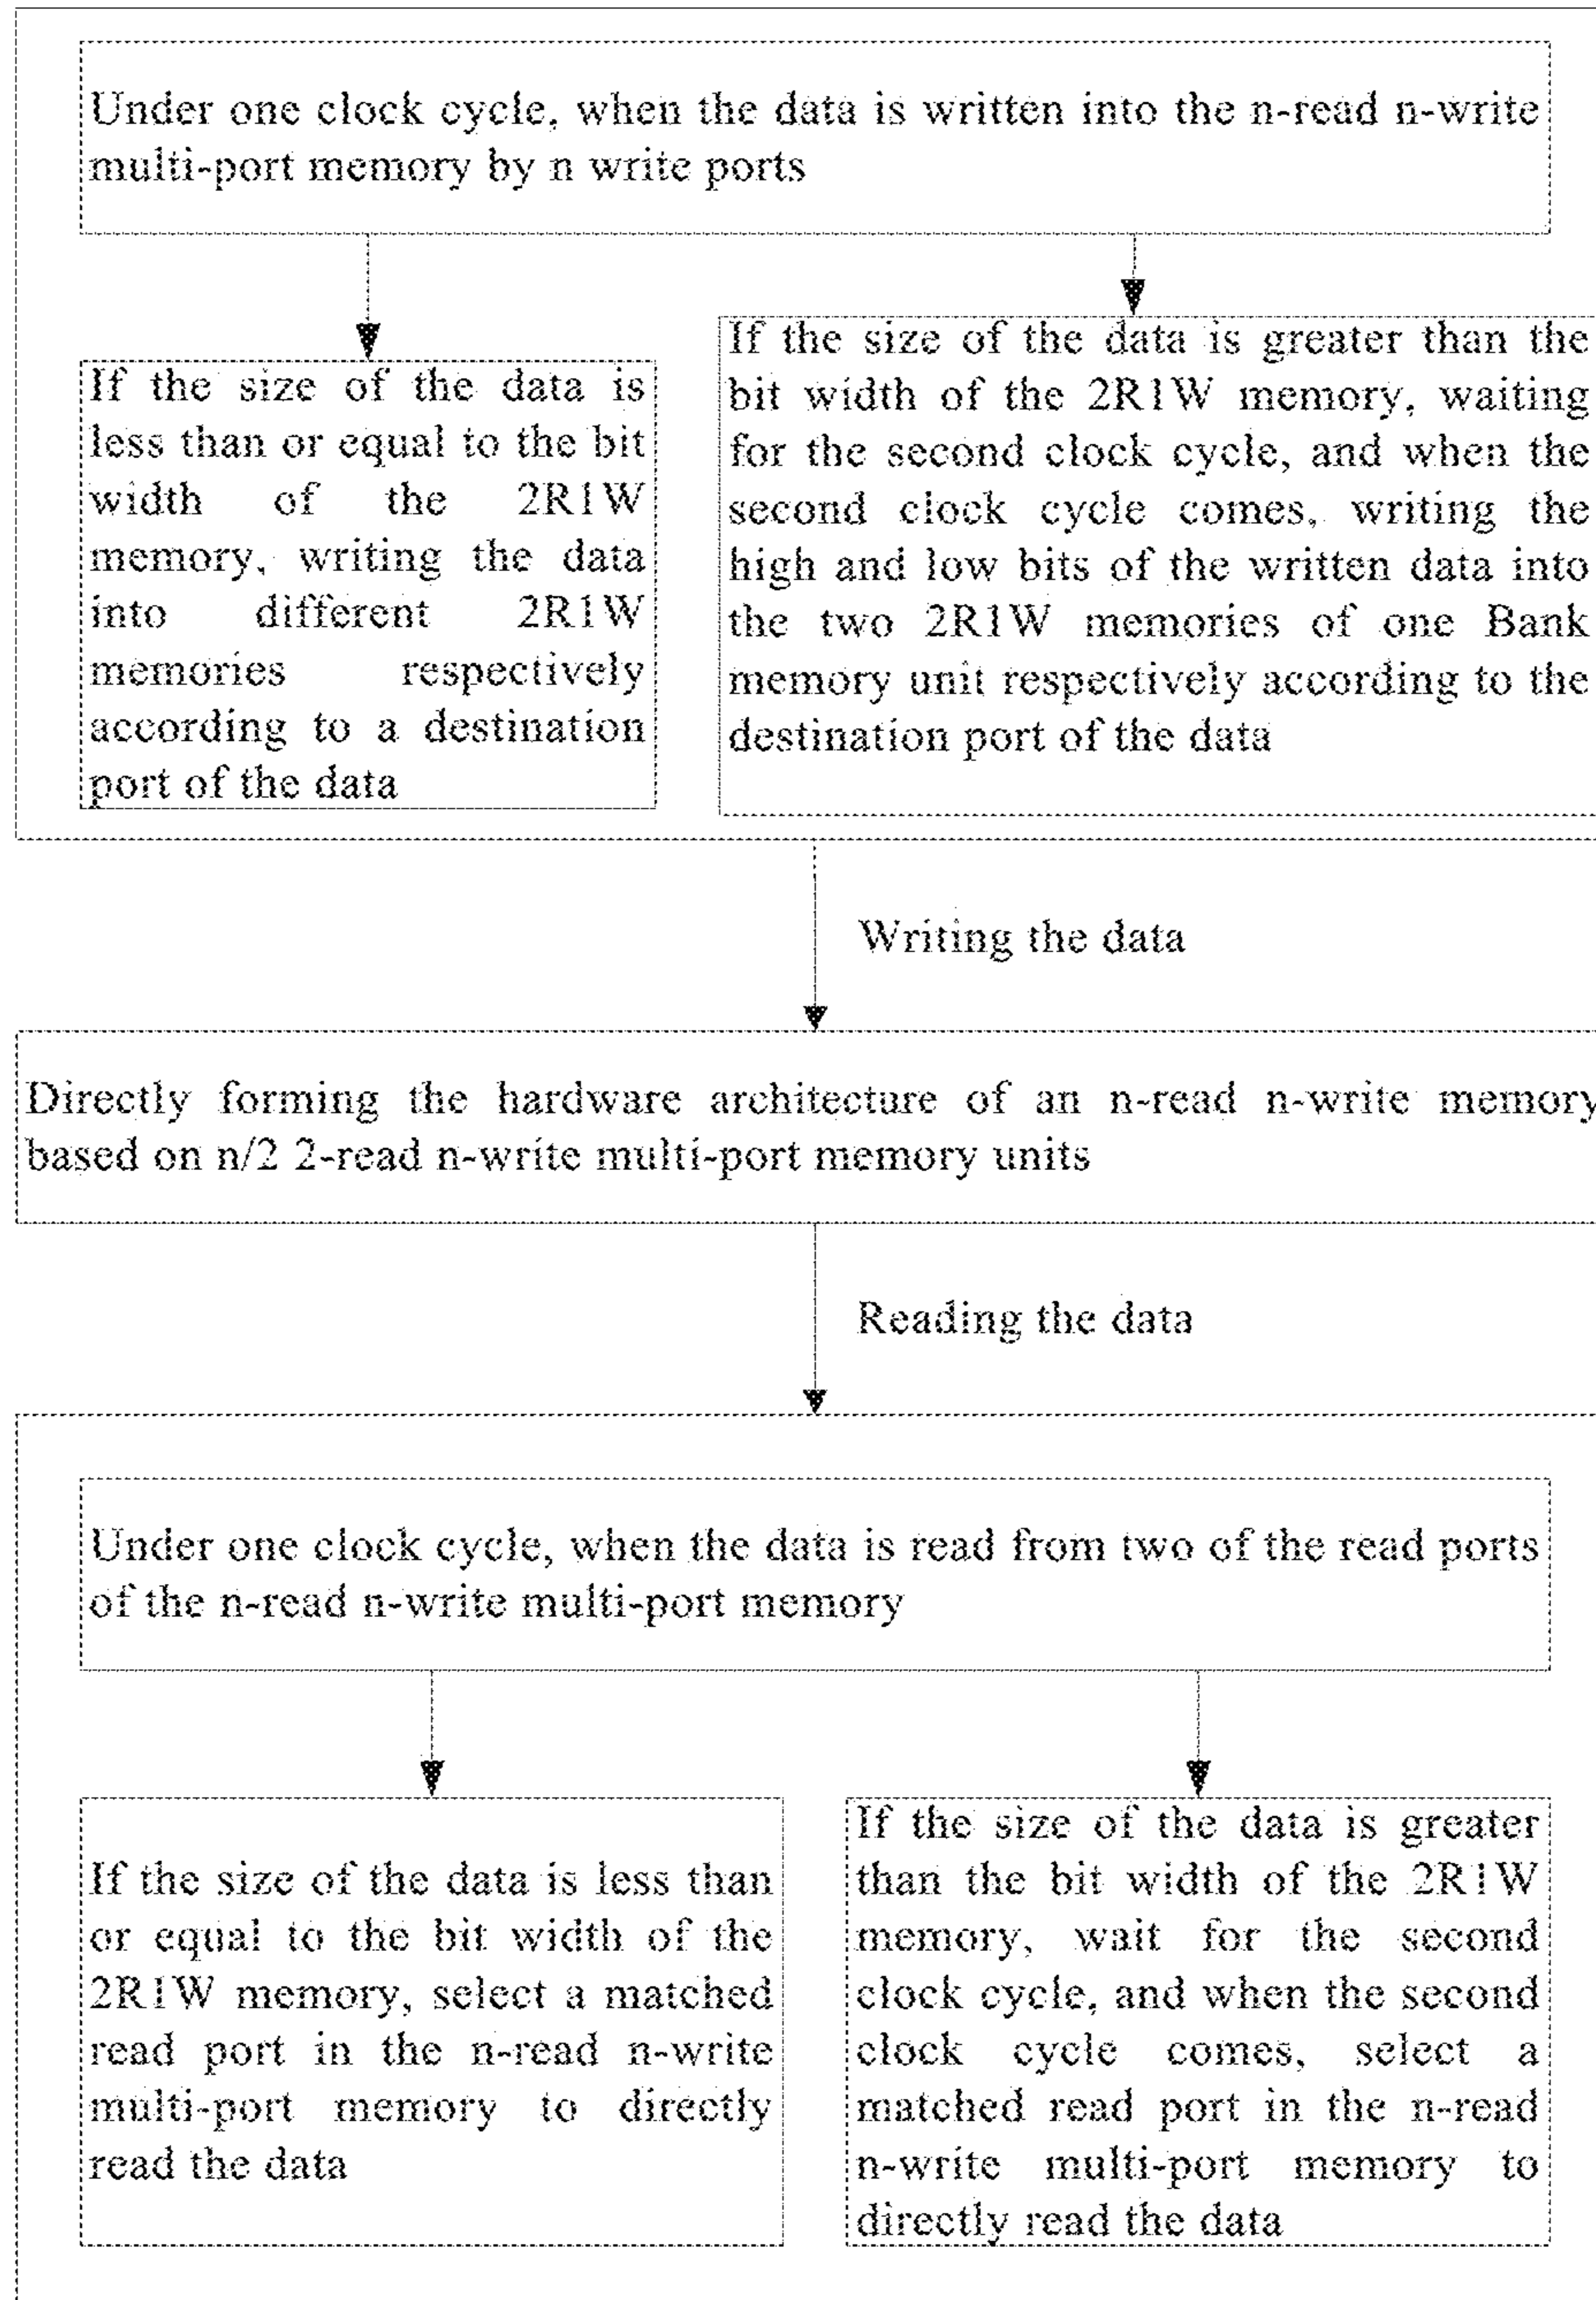 Under one clock cycle, when the data is written into the n-read n-write
multi-port memory by n write ports
If the size of the data is
less than or equal to the bit
width of the 2R1W
memory, writing the data
into different 2R1W
memories respectively
according to a destination
port of the data
If the size of the data is greater than the
bit width of the 2R1W memory, waiting
for the second clock cycle, and when the
second clock cycle comes, writing the
high and low bits of the written data into
the two 2R1W memories of one Bank
memory unit respectively according to the
destination port of the data
Writing the data
Directly forming the hardware architecture of an n-read n-write memory
based on n/2 2-read n-write multi-port memory units
Reading the data
Under one clock cycle, when the data is read from two of the read ports
of the n-read n-write multi-port memory
If the size of the data is less than
or equal to the bit width of the
2R1W memory, select a matched
read port in the n-read n-write
multi-port memory to directly
read the data
If the size of the data is greater
than the bit width of the 2R1W
memory, wait for the second
clock cycle, and when the second
clock cycle comes, select a
matched read port in the n-read
n-write multi-port memory to
directly read the data